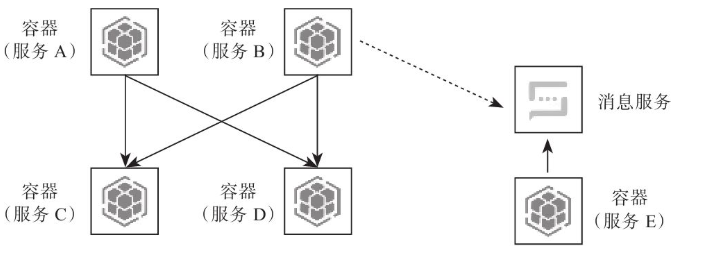 容器
（服务 A）
容器
（服务 B）
消息服务
容器
（服务 C）
容器
（服务 D）
容器
（服务 E）